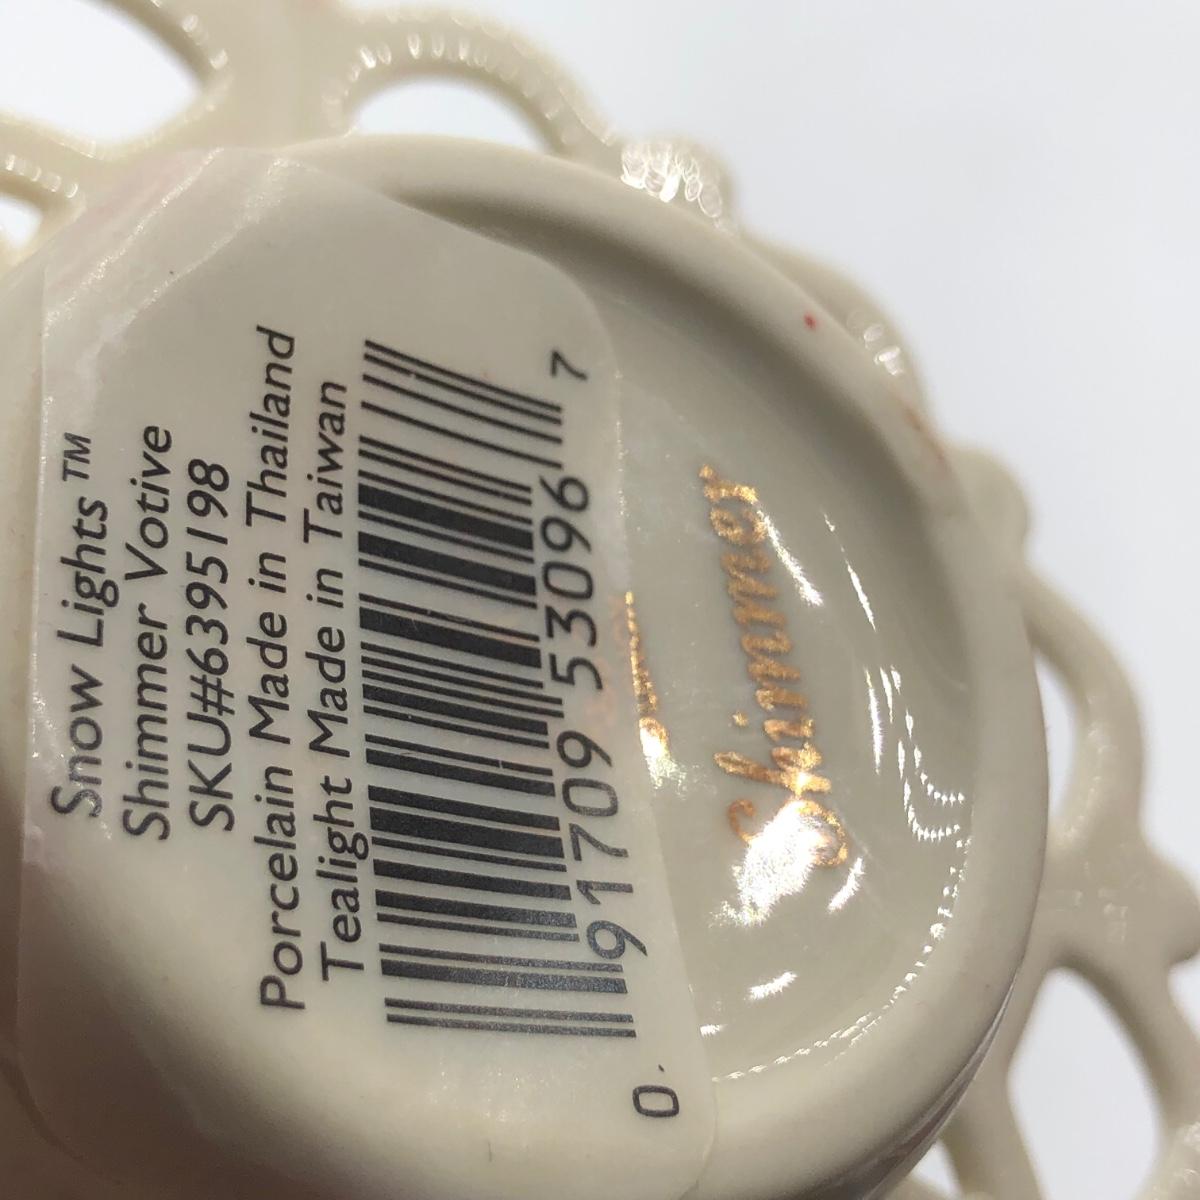 Snow Lights™
Shimmer Votive
SKU#6395198
Porcelain Made in Thailand
Tealight Made in Taiwan
0 91709 53096 7
Shimmer